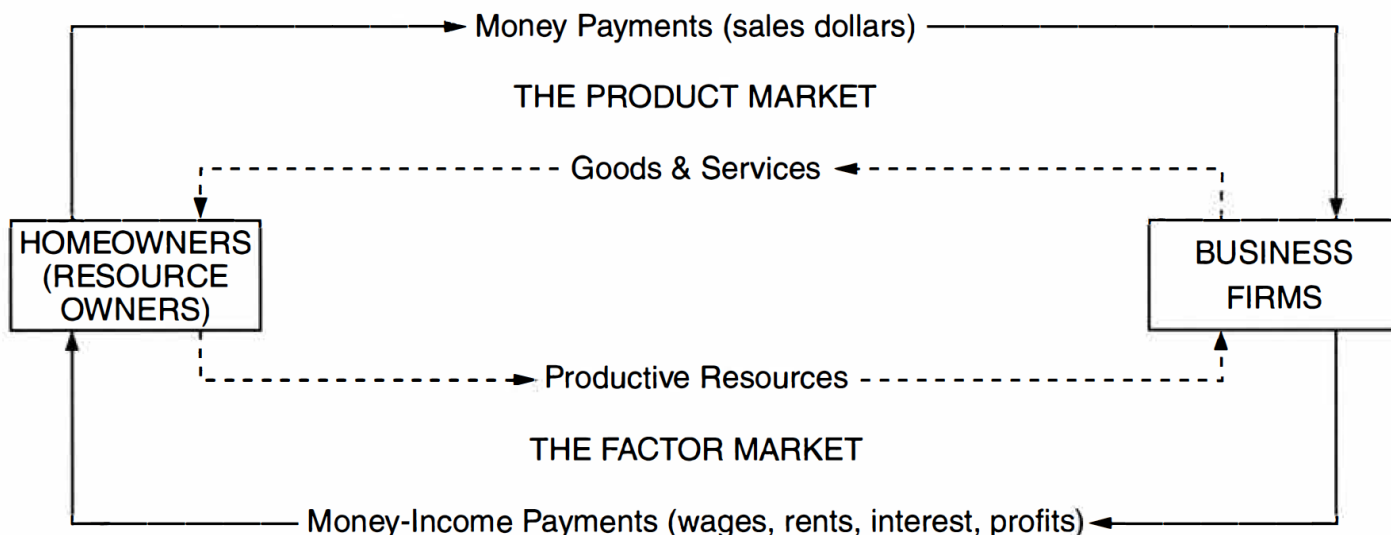 Money Payments (sales dollars)
THE PRODUCT MARKET
Goods & Services
HOMEOWNERS
(RESOURCE
OWNERS)
BUSINESS
FIRMS
Productive Resources
THE FACTOR MARKET
Money-Income Payments (wages, rents, interest, profits)